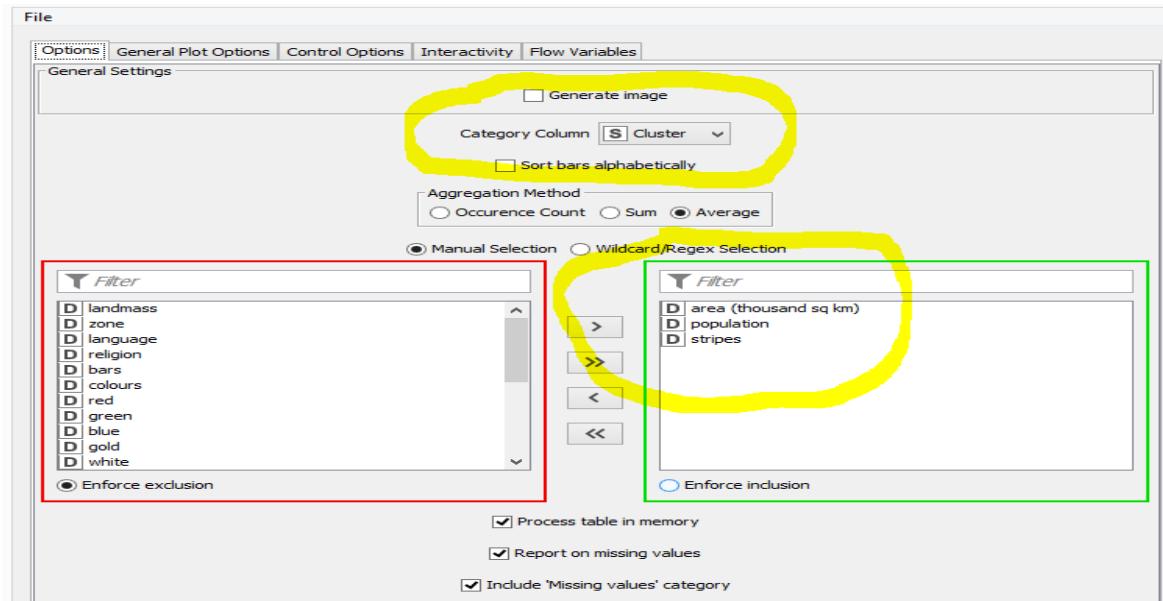 File
Options General Plot Options Control Options Interactivity Flow Variables
General Settings
Generate image
Category Column S Cluster
Sort bars alphabetically
Aggregation Method
Occurence Count Sum Average
Manual Selection Wildcard/Regex Selection
Filter
D landmass
D zone
D language
D religion
D bars
D colours
D red
D green
D blue
D gold
D white
Enforce exclusion
>
>>
<
<<
Filter
D area (thousand sq km)
D population
D stripes
Enforce inclusion
Process table in memory
Report on missing values
Include 'Missing values' category